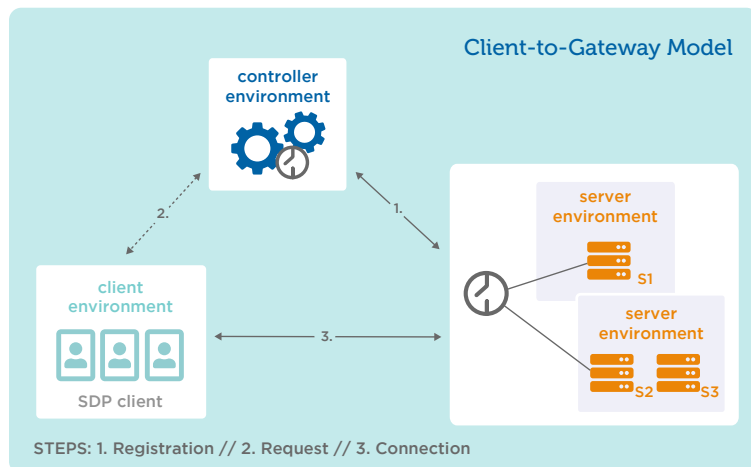 Client-to-Gateway Model
controller
environment
2.
1.
server
environment
S1
client
environment
SDP client
3.
server
environment
S2
S3
STEPS: 1. Registration // 2. Request // 3. Connection